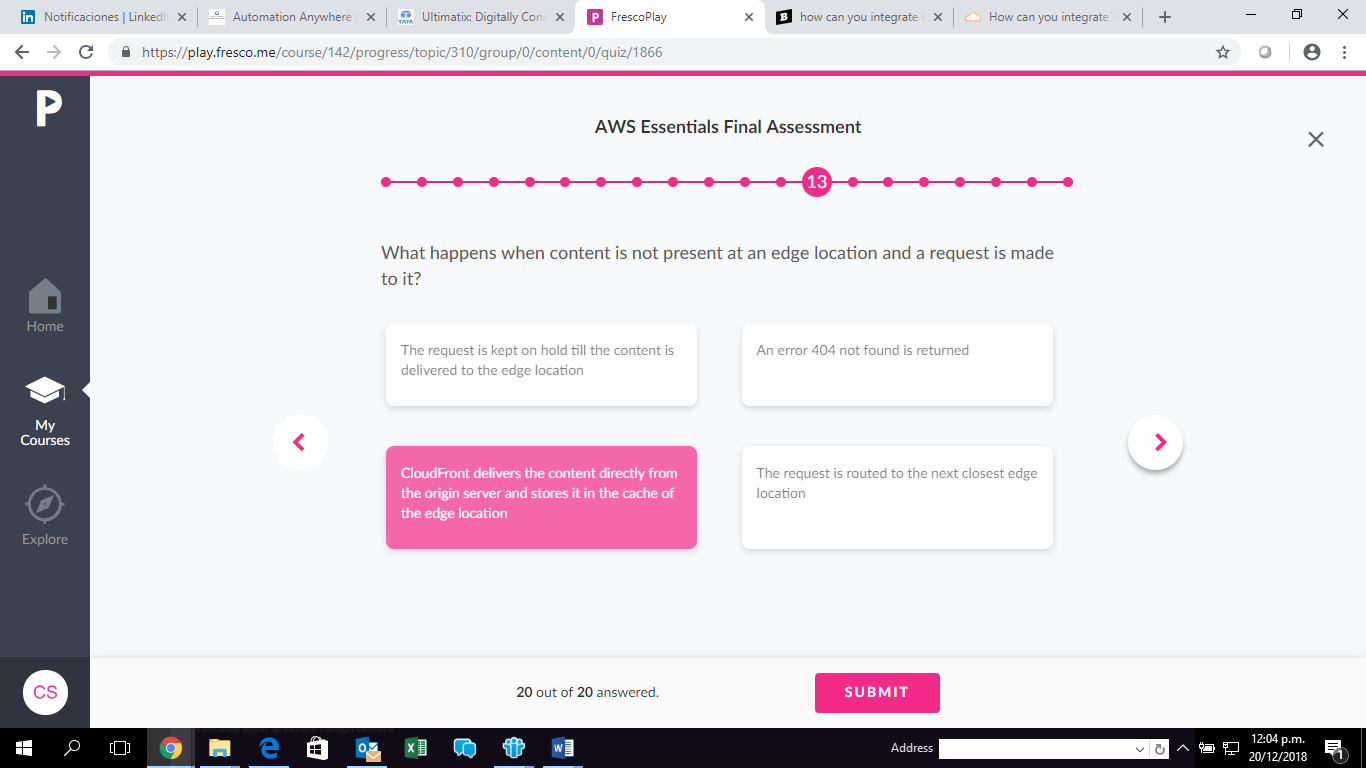 Notificaciones | LinkedI
Automation Anywhere
Ultimatix: Digitally Conn
FrescoPlay
how can you integrate
How can you integrate
https://play.fresco.me/course/142/progress/topic/310/group/0/content/0/quiz/1866
P
AWS Essentials Final Assessment
13
What happens when content is not present at an edge location and a request is made
to it?
The request is kept on hold till the content is
delivered to the edge location
An error 404 not found is returned
CloudFront delivers the content directly from
the origin server and stores it in the cache of
the edge location
The request is routed to the next closest edge
location
Home
My
Courses
Explore
CS
20 out of 20 answered.
SUBMIT
Address
12:04 p.m.
20/12/2018
1